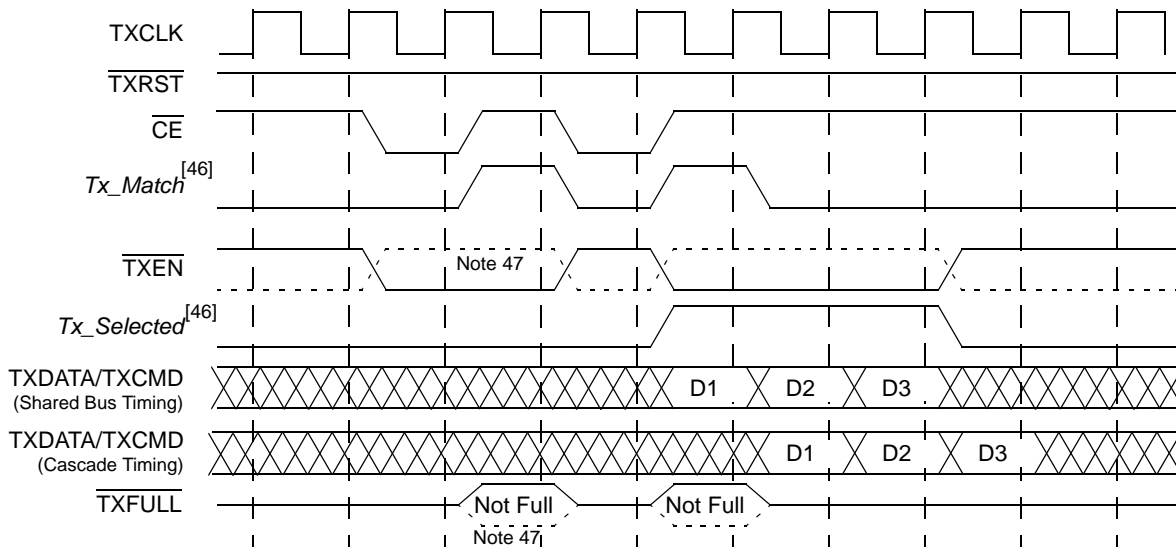 TXCLK
TXRST
CE
Tx_Match[46]
TXEN
Note 47
Tx_Selected[46]
TXDATA/TXCMD
(Shared Bus Timing)
D1 D2 D3
TXDATA/TXCMD
(Cascade Timing)
D1 D2 D3
TXFULL
Not Full Not Full
Note 47